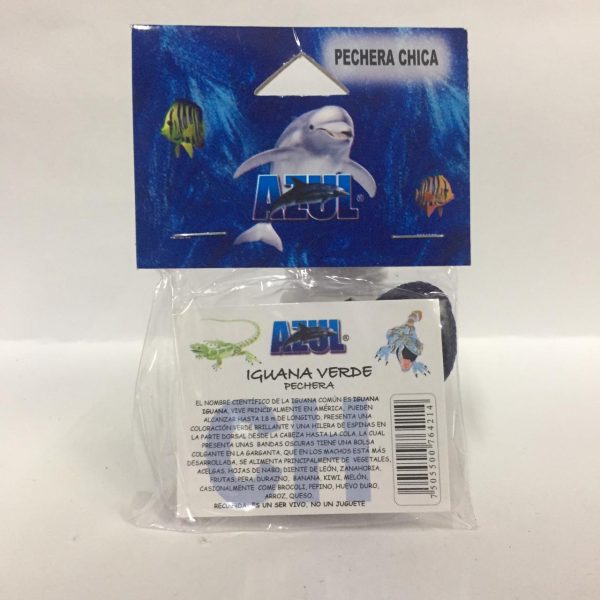 PECHERA CHICA
AZUL®
AZUL®
IGUANA VERDE
PECHERA
EL NOMBRE CIENTÍFICO DE LA IGUANA COMÚN ES IGUANA
IGUANA, VIVE PRINCIPALMENTE EN AMÉRICA, PUEDEN
ALCANZAR HASTA 1.8 m DE LONGITUD, PRESENTA UNA
COLORACIÓN VERDE BRILLANTE Y UNA HILERA DE ESPINAS EN
LA PARTE DORSAL DESDE LA CABEZA HASTA LA COLA, LA CUAL
PRESENTA UNAS BANDAS OSCURAS TIENE UNA BOLSA
COLGANTE EN LA GARGANTA, QUE EN LOS MACHOS ESTA MÁS
DESARROLLADA, SE ALIMENTA PRINCIPALMENTE DE VEGETALES,
ACELGAS, HOJAS DE NABO, DIENTE DE LEÓN, ZANAHORIA,
FRUTAS, PERA, DURAZNO, BANANA, KIWI, MELÓN,
CASIONALMENTE COME BROCOLI, PEPINO, HUEVO DURO,
ARROZ, QUESO.
RECUERDA: ES UN SER VIVO, NO UN JUGUETE
7503500764214